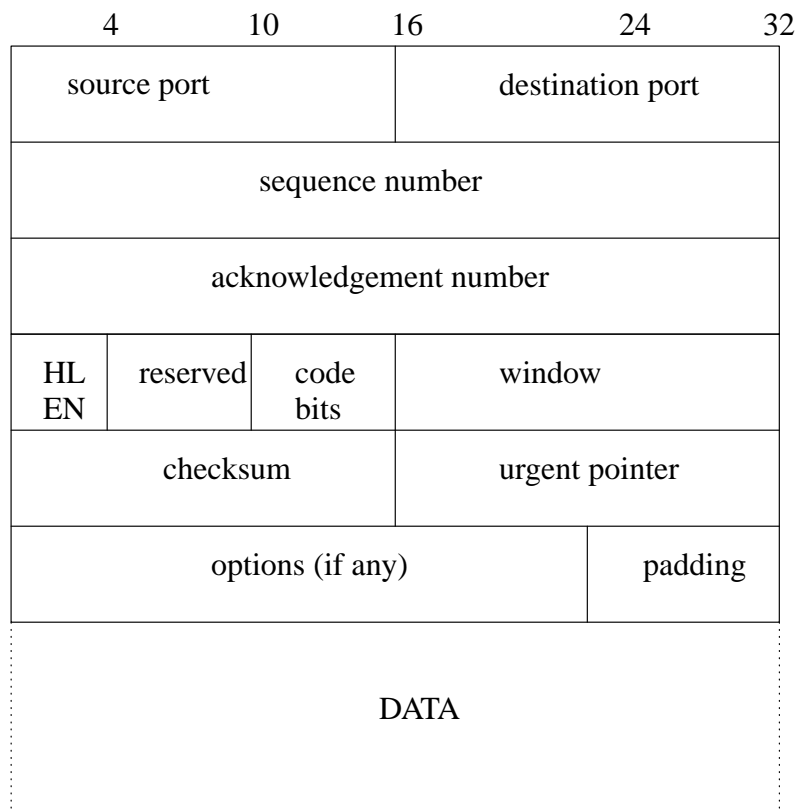 4 10 16 24 32
source port destination port
sequence number
acknowledgement number
HL reserved code window
EN bits
checksum urgent pointer
options (if any) padding
DATA